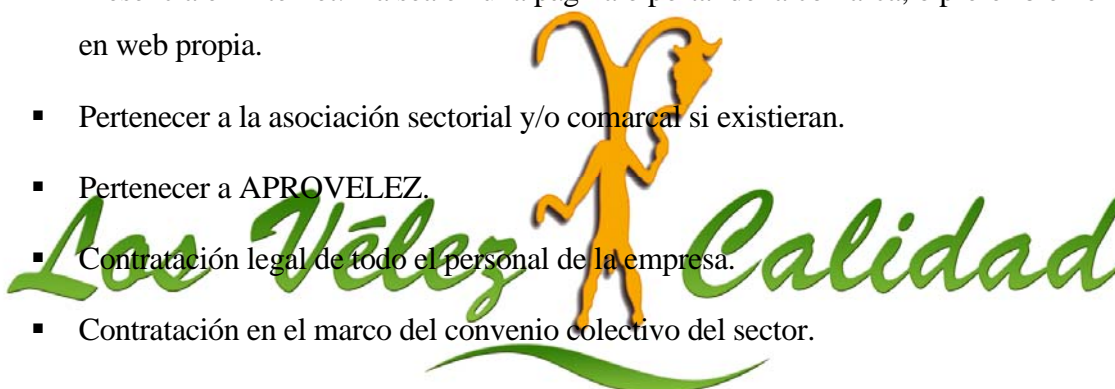 en web propia.
▪ Pertenecer a la asociación sectorial y/o comarcal si existieran.
▪ Pertenecer a APROVELEZ.
▪ Contratación legal de todo el personal de la empresa.
Los Vélez Calidad
▪ Contratación en el marco del convenio colectivo del sector.